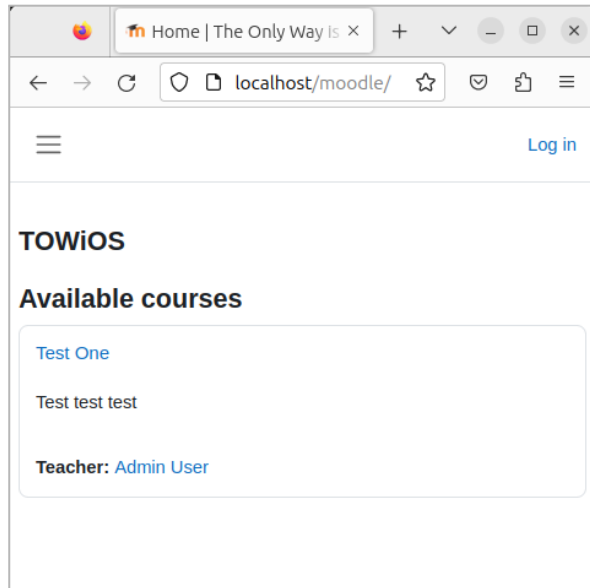 Home | The Only Way Is
localhost/moodle/
Log in
TOWiOS
Available courses
Test One
Test test test
Teacher: Admin User